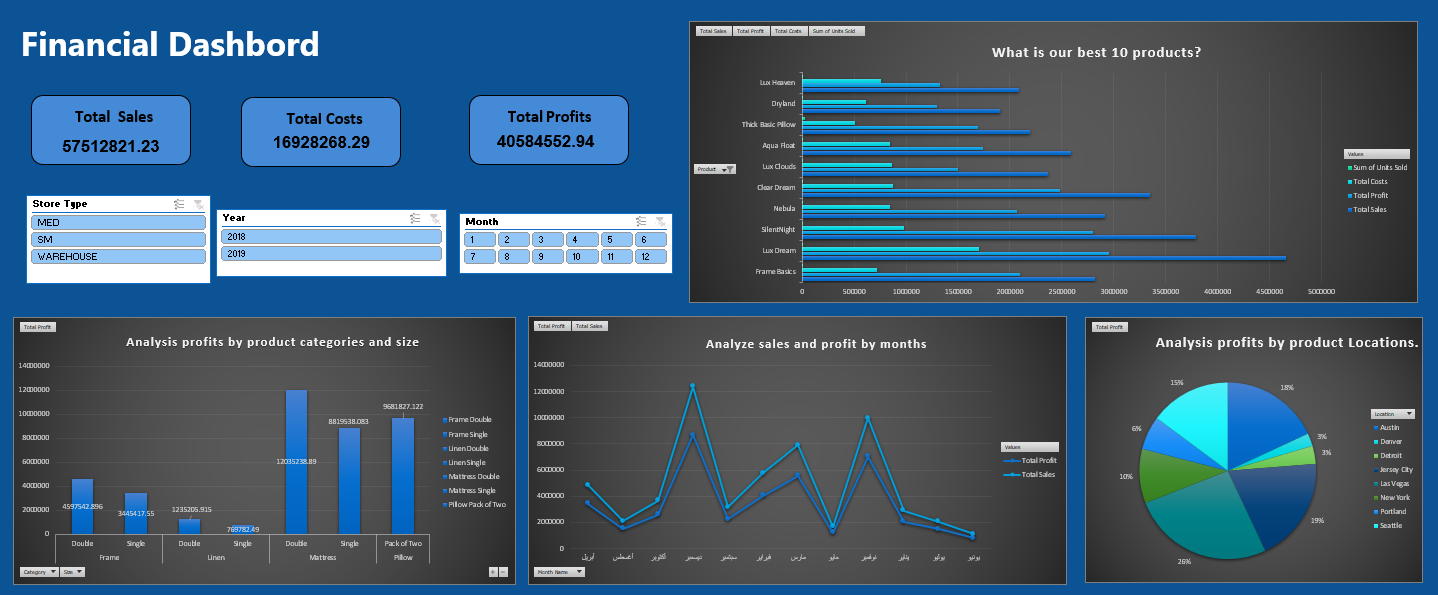 Financial Dashbord
Total Sales
57512821.23
Total Costs
16928268.29
Total Profits
40584552.94
Store Type
MED
SM
WAREHOUSE
Year
2018
2019
Month
1 2 3 4 5 6
7 8 9 10 11 12
Total Sales Total Profit Total Costs Sum of Units Sold
What is our best 10 products?
Product
Lux Heaven
Dryland
Thick Basic Pillow
Aqua Float
Lux Clouds
Clear Dream
Nebula
SilentNight
Lux Dream
Frame Basics
0 500000 1000000 1500000 2000000 2500000 3000000 3500000 4000000 4500000 5000000
Values
Sum of Units Sold
Total Costs
Total Profit
Total Sales
Total Profit
Analysis profits by product categories and size
14000000
12000000
10000000
8000000
6000000
4000000
2000000
0
4597542.896
3445417.55
1235205.915
769782.49
12035238.89
8819538.083
9681827.122
Double Single Double Single Double Single Pack of Two
Frame Linen Mattress Pillow
Frame Double
Frame Single
Linen Double
Linen Single
Mattress Double
Mattress Single
Pillow Pack of Two
Category Size
+ −
Total Profit Total Sales
Analyze sales and profit by months
14000000
12000000
10000000
8000000
6000000
4000000
2000000
0
أبريل أغسطس أكتوبر ديسمبر سبتمبر فبراير مارس مايو نوفمبر يناير يوليو يونيو
Values
Total Profit
Total Sales
Month Name
Total Profit
Analysis profits by product Locations.
18%
3%
3%
19%
26%
10%
6%
15%
Location
Austin
Denver
Detroit
Jersey City
Las Vegas
New York
Portland
Seattle